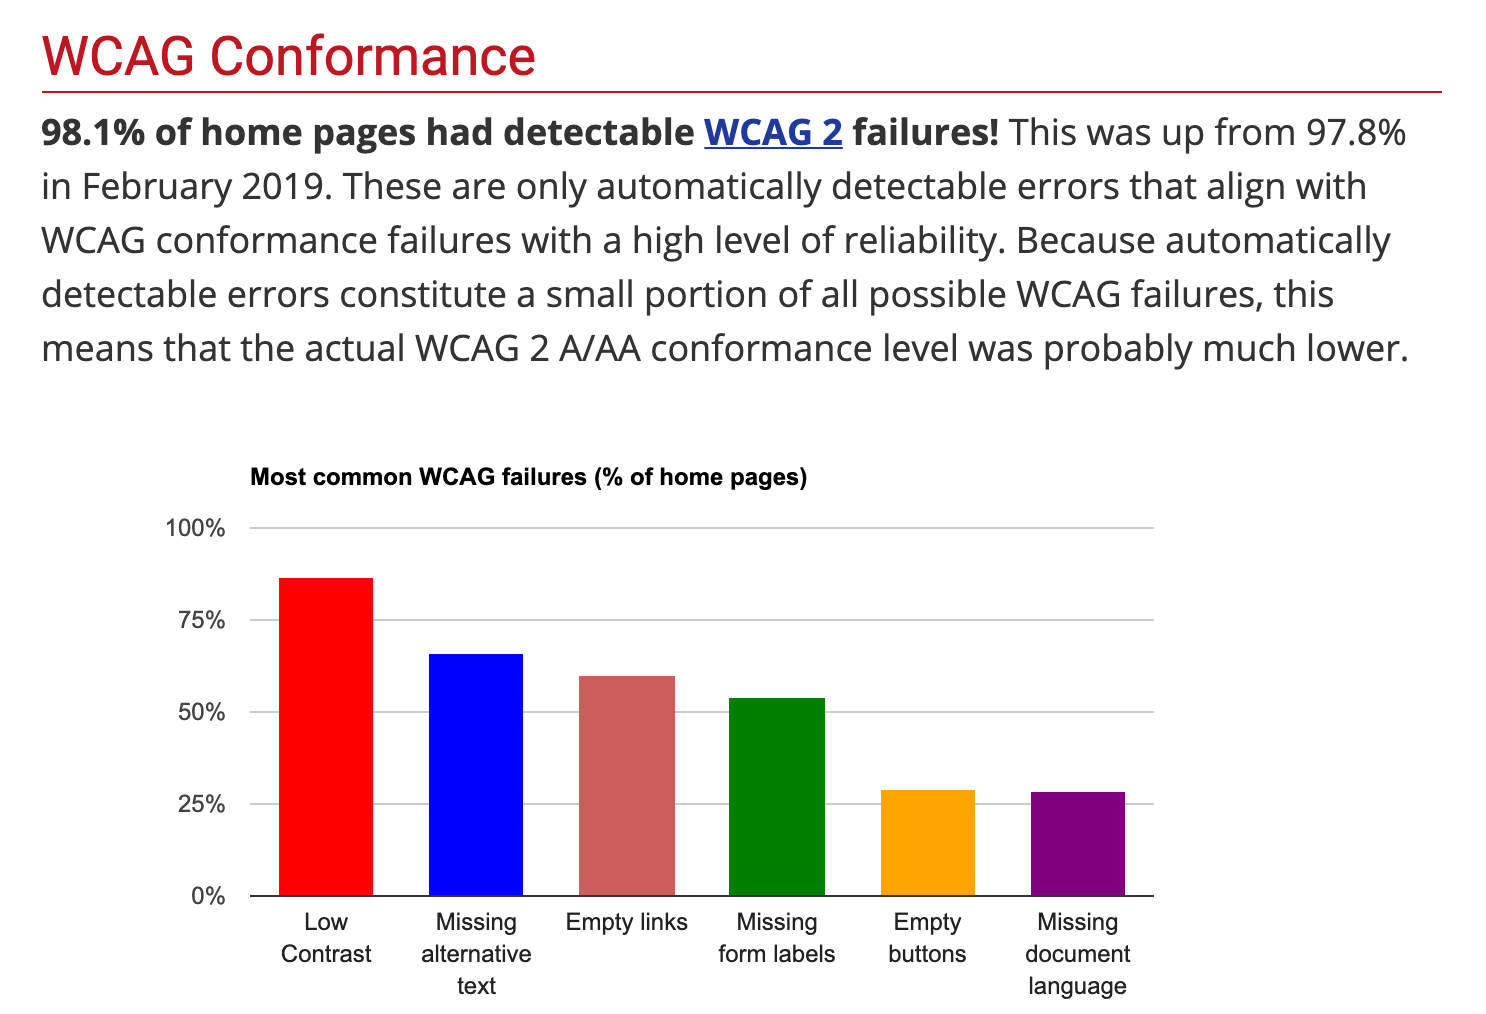 WCAG Conformance
98.1% of home pages had detectable WCAG 2 failures! This was up from 97.8%
in February 2019. These are only automatically detectable errors that align with
WCAG conformance failures with a high level of reliability. Because automatically
detectable errors constitute a small portion of all possible WCAG failures, this
means that the actual WCAG 2 A/AA conformance level was probably much lower.
Most common WCAG failures (% of home pages)
100%
75%
50%
25%
0%
Low
Contrast
Missing
alternative
text
Empty links
Missing
form labels
Empty
buttons
Missing
document
language